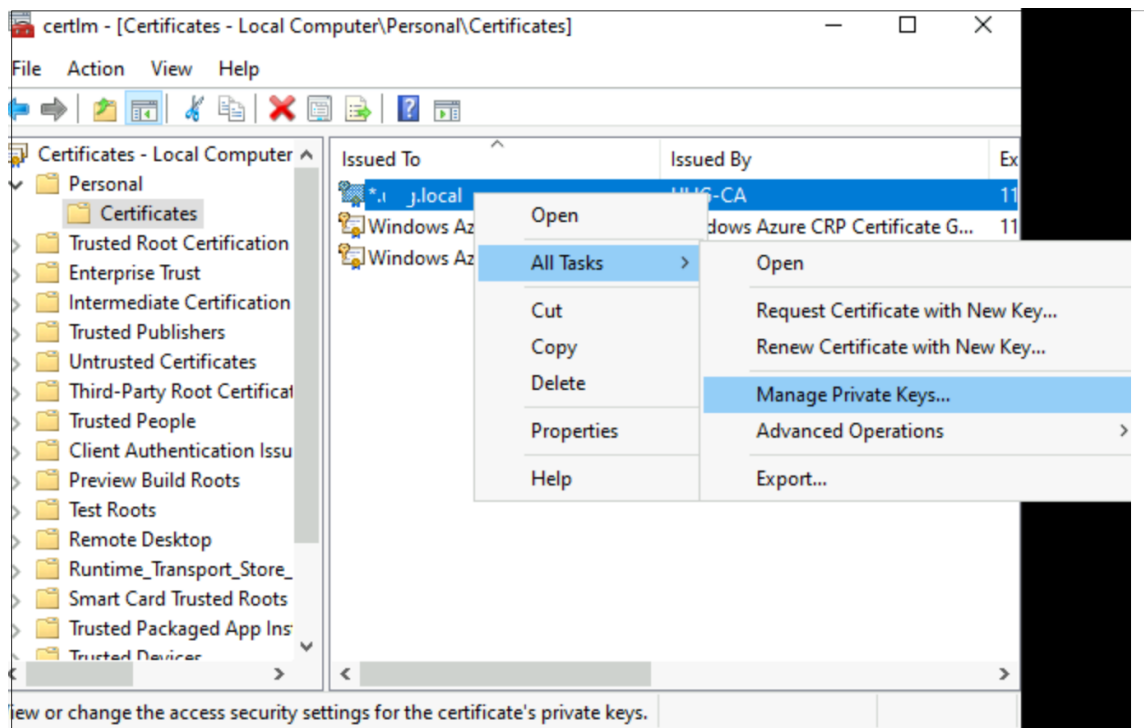 certlm - [Certificates - Local Computer\Personal\Certificates]
File Action View Help
Certificates - Local Computer
Personal
Certificates
Trusted Root Certification
Enterprise Trust
Intermediate Certification
Trusted Publishers
Untrusted Certificates
Third-Party Root Certificat
Trusted People
Client Authentication Issu
Preview Build Roots
Test Roots
Remote Desktop
Runtime_Transport_Store_
Smart Card Trusted Roots
Trusted Packaged App Ins
Trusted Devices
Issued To Issued By Ex
.local -CA 11
Windows Az dows Azure CRP Certificate G... 11
Windows Az
Open
All Tasks
Cut
Copy
Delete
Properties
Help
Open
Request Certificate with New Key...
Renew Certificate with New Key...
Manage Private Keys...
Advanced Operations
Export...
iew or change the access security settings for the certificate's private keys.